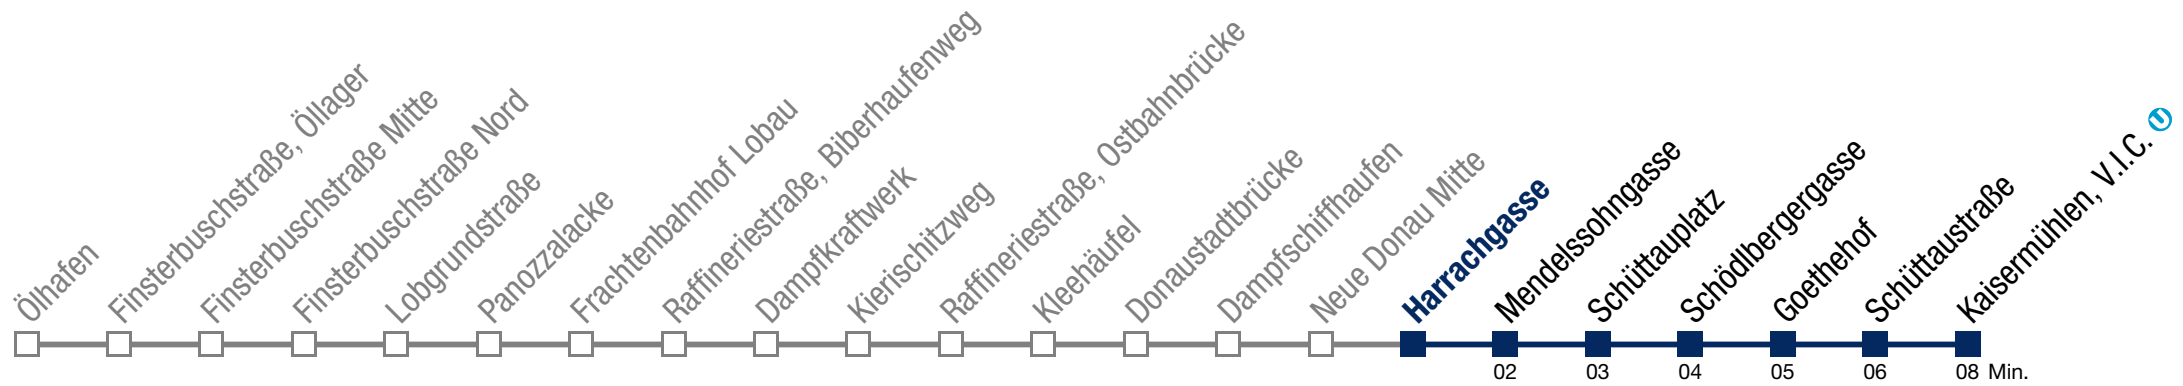 Ölhafen
Finsterbuschstraße, Öllager
Finsterbuschstraße Mitte
Finsterbuschstraße Nord
Lobgrundstraße
Panozzalacke
Frachtenbahnhof Lobau
Raffineriestraße, Biberhaufenweg
Dampfkraftwerk
Kierischitzweg
Raffineriestraße, Ostbahnbrücke
Kleehäufel
Donaustadtbrücke
Dampfschiffhaufen
Neue Donau Mitte
Harrachgasse
Mendelssohngasse
Schüttauplatz
Schödlbergergasse
Goethehof
Schüttaustraße
Kaisermühlen, V.I.C.
02 03 04 05 06 08 Min.